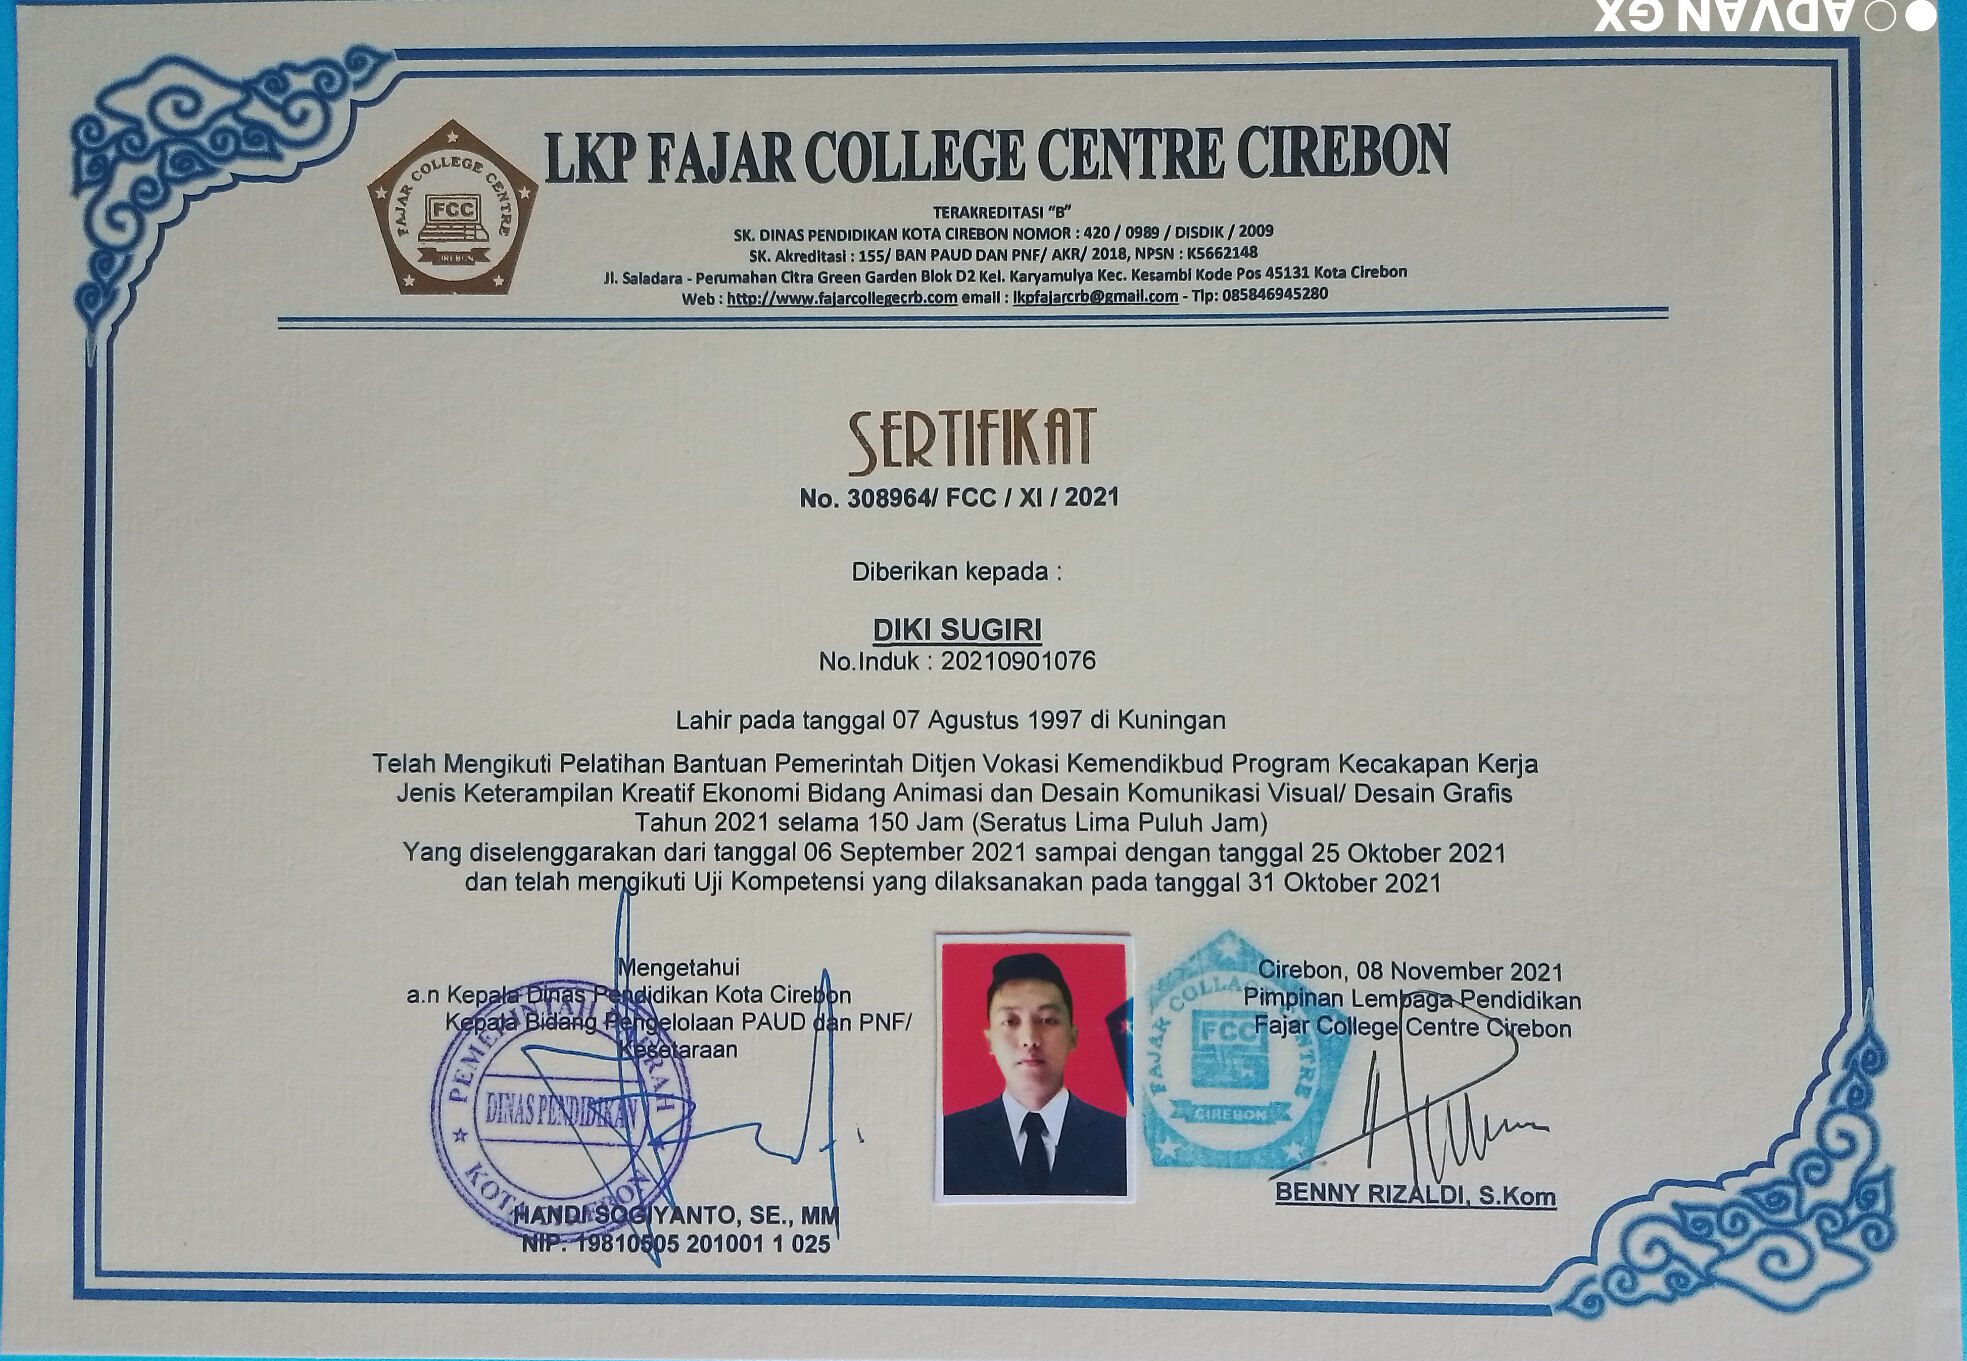 ADVAN GX
FAJAR COLLEGE CENTRE
FCC
CIREBON
LKP FAJAR COLLEGE CENTRE CIREBON
TERAKREDITASI “B”
SK. DINAS PENDIDIKAN KOTA CIREBON NOMOR : 420 / 0989 / DISDIK / 2009
SK. Akreditasi : 155/ BAN PAUD DAN PNF/ AKR/ 2018, NPSN : K5662148
Jl. Saladara - Perumahan Citra Green Garden Blok D2 Kel. Karyamulya Kec. Kesambi Kode Pos 45131 Kota Cirebon
Web : http://www.fajarcollegecrb.com email : lkpfajarcrb@gmail.com - Tlp: 085846945280
SERTIFIKAT
No. 308964/ FCC / XI / 2021
Diberikan kepada :
DIKI SUGIRI
No.Induk : 20210901076
Lahir pada tanggal 07 Agustus 1997 di Kuningan
Telah Mengikuti Pelatihan Bantuan Pemerintah Ditjen Vokasi Kemendikbud Program Kecakapan Kerja
Jenis Keterampilan Kreatif Ekonomi Bidang Animasi dan Desain Komunikasi Visual/ Desain Grafis
Tahun 2021 selama 150 Jam (Seratus Lima Puluh Jam)
Yang diselenggarakan dari tanggal 06 September 2021 sampai dengan tanggal 25 Oktober 2021
dan telah mengikuti Uji Kompetensi yang dilaksanakan pada tanggal 31 Oktober 2021
Mengetahui
a.n Kepala Dinas Pendidikan Kota Cirebon
Kepala Bidang Pengelolaan PAUD dan PNF/
Kesetaraan
PEMERINTAH DAERAH
DINAS PENDIDIKAN
KOTA CIREBON
HANDI SOGIYANTO, SE., MM
NIP. 19810505 201001 1 025
Cirebon, 08 November 2021
Pimpinan Lembaga Pendidikan
Fajar College Centre Cirebon
FAJAR COLLAGE CENTRE
FCC
CIREBON
BENNY RIZALDI, S.Kom